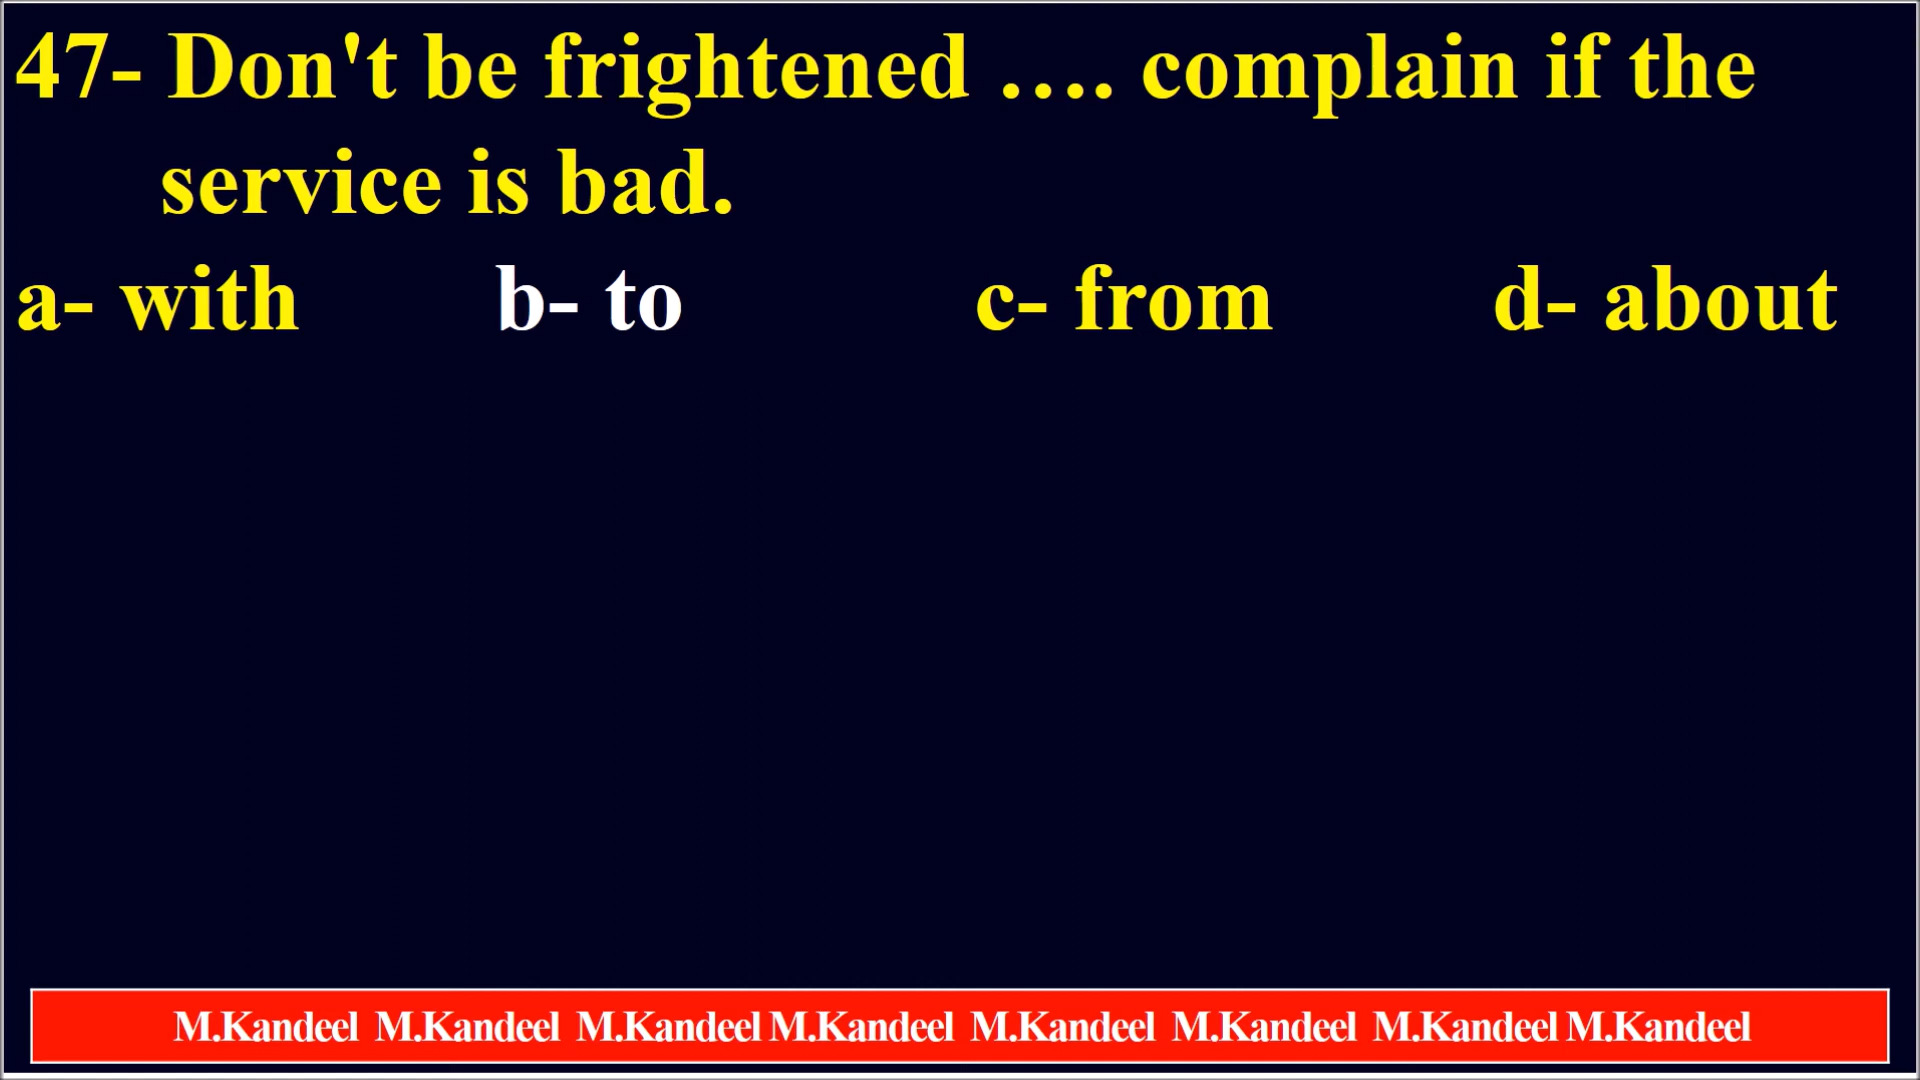 47- Don't be frightened …. complain if the
service is bad.
a- with b- to c- from d- about
M.Kandeel M.Kandeel M.Kandeel M.Kandeel M.Kandeel M.Kandeel M.Kandeel M.Kandeel